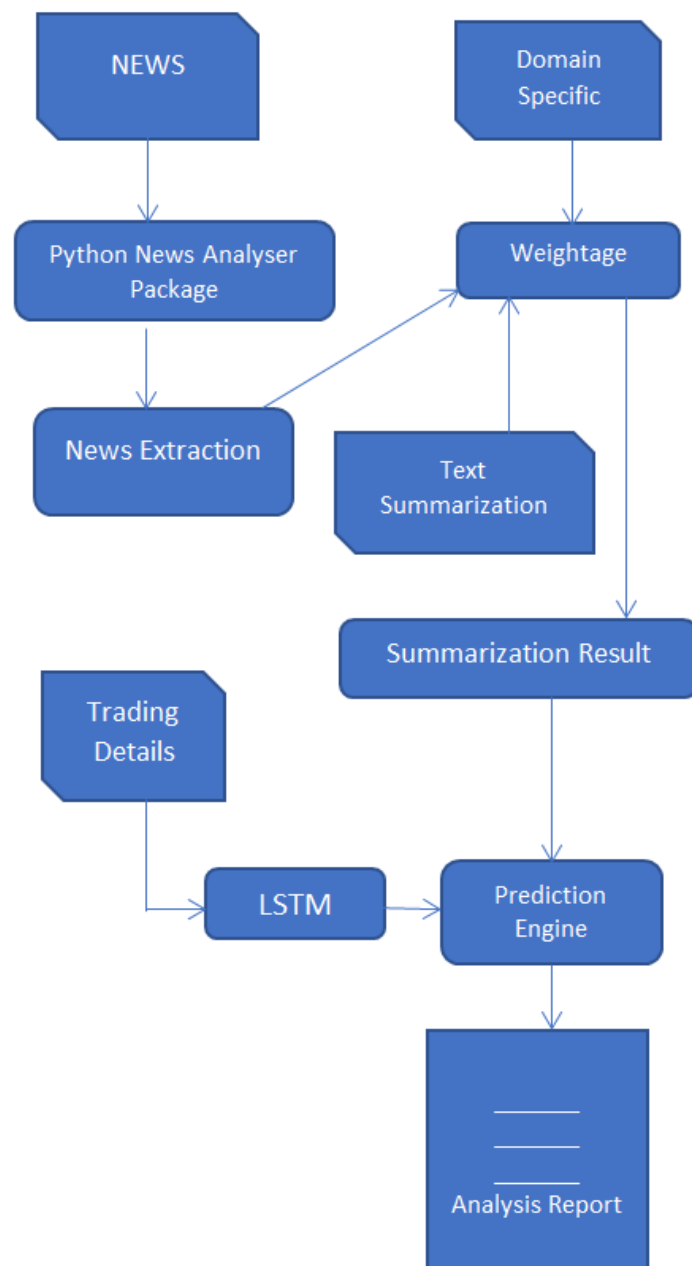 NEWS
Domain
Specific
Python News Analyser
Package
Weightage
News Extraction
Text
Summarization
Summarization Result
Trading
Details
LSTM
Prediction
Engine
Analysis Report